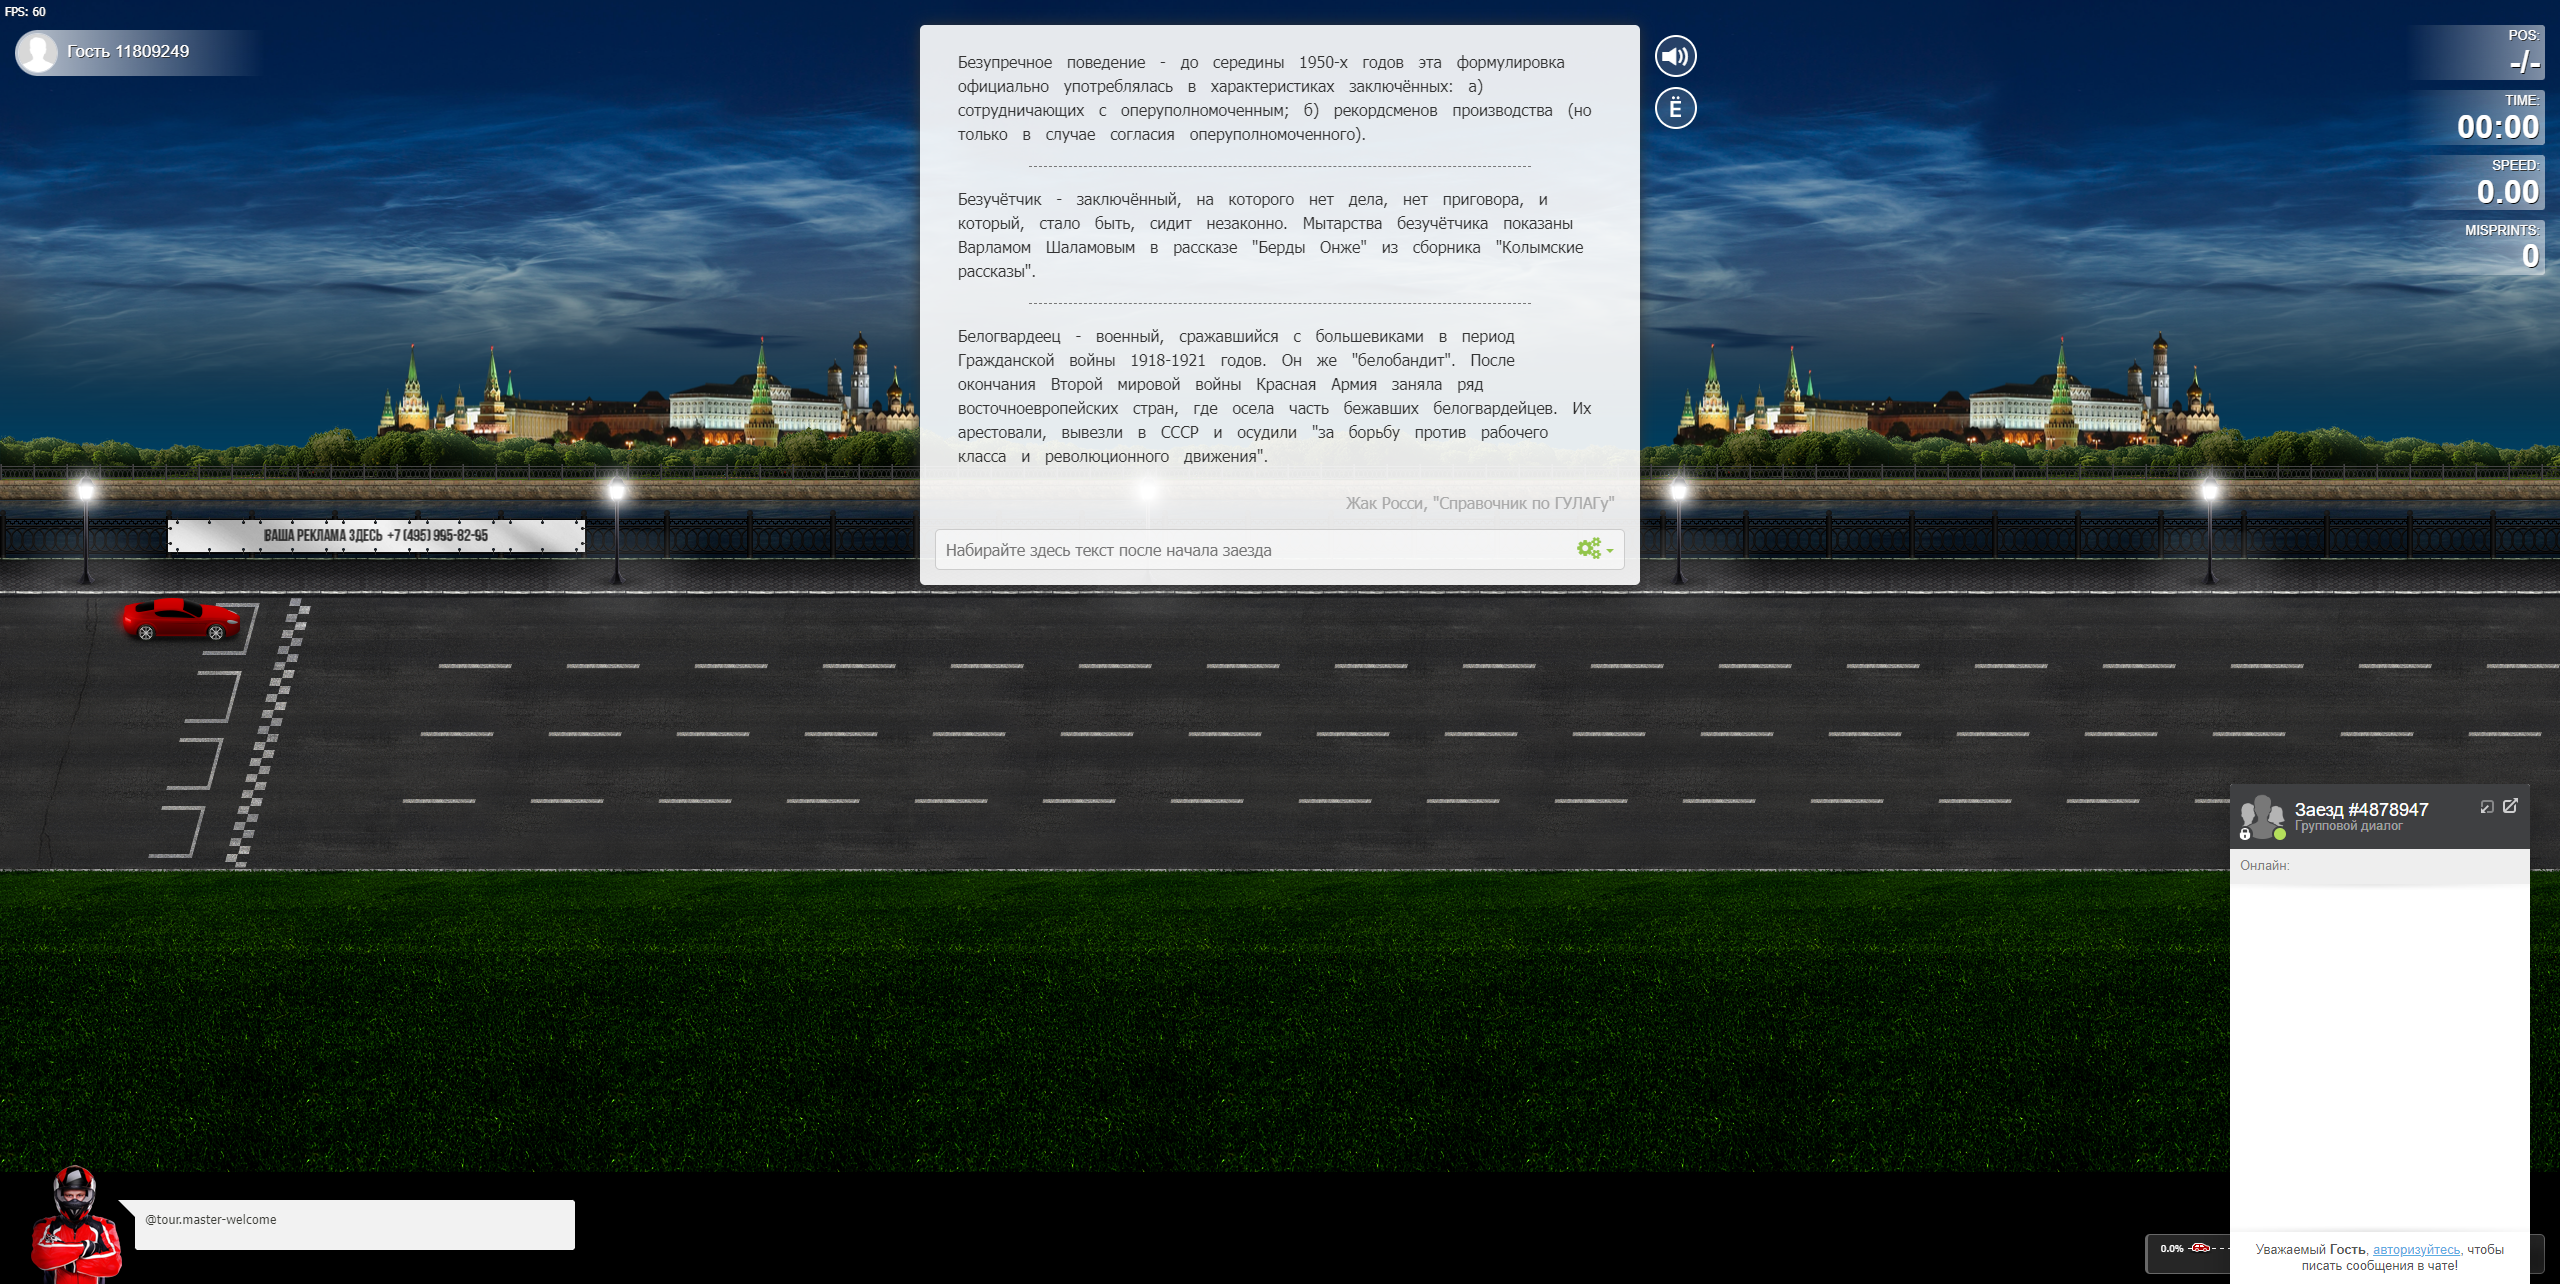 FPS: 60
Гость 11809249
Безупречное поведение - до середины 1950-х годов эта формулировка
официально употреблялась в характеристиках заключённых: а)
сотрудничающих с оперуполномоченным; б) рекордсменов производства (но
только в случае согласия оперуполномоченного).
Безучётчик - заключённый, на которого нет дела, нет приговора, и
который, стало быть, сидит незаконно. Мытарства безучётчика показаны
Варламом Шаламовым в рассказе "Берды Онже" из сборника "Колымские
рассказы".
Белогвардеец - военный, сражавшийся с большевиками в период
Гражданской войны 1918-1921 годов. Он же "белобандит". После
окончания Второй мировой войны Красная Армия заняла ряд
восточноевропейских стран, где осела часть бежавших белогвардейцев. Их
арестовали, вывезли в СССР и осудили "за борьбу против рабочего
класса и революционного движения".
Жак Росси, "Справочник по ГУЛАГу"
Набирайте здесь текст после начала заезда
Ё
POS:
-/-
TIME:
00:00
SPEED:
0.00
MISPRINTS:
0
ВАША РЕКЛАМА ЗДЕСЬ +7 (495) 995-82-95
Заезд #4878947
Групповой диалог
Онлайн:
@tour.master-welcome
0.0%
Уважаемый Гость, авторизуйтесь, чтобы
писать сообщения в чате!